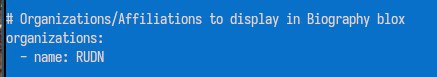 # Organizations/Affiliations to display in Biography blox
organizations:
  - name: RUDN